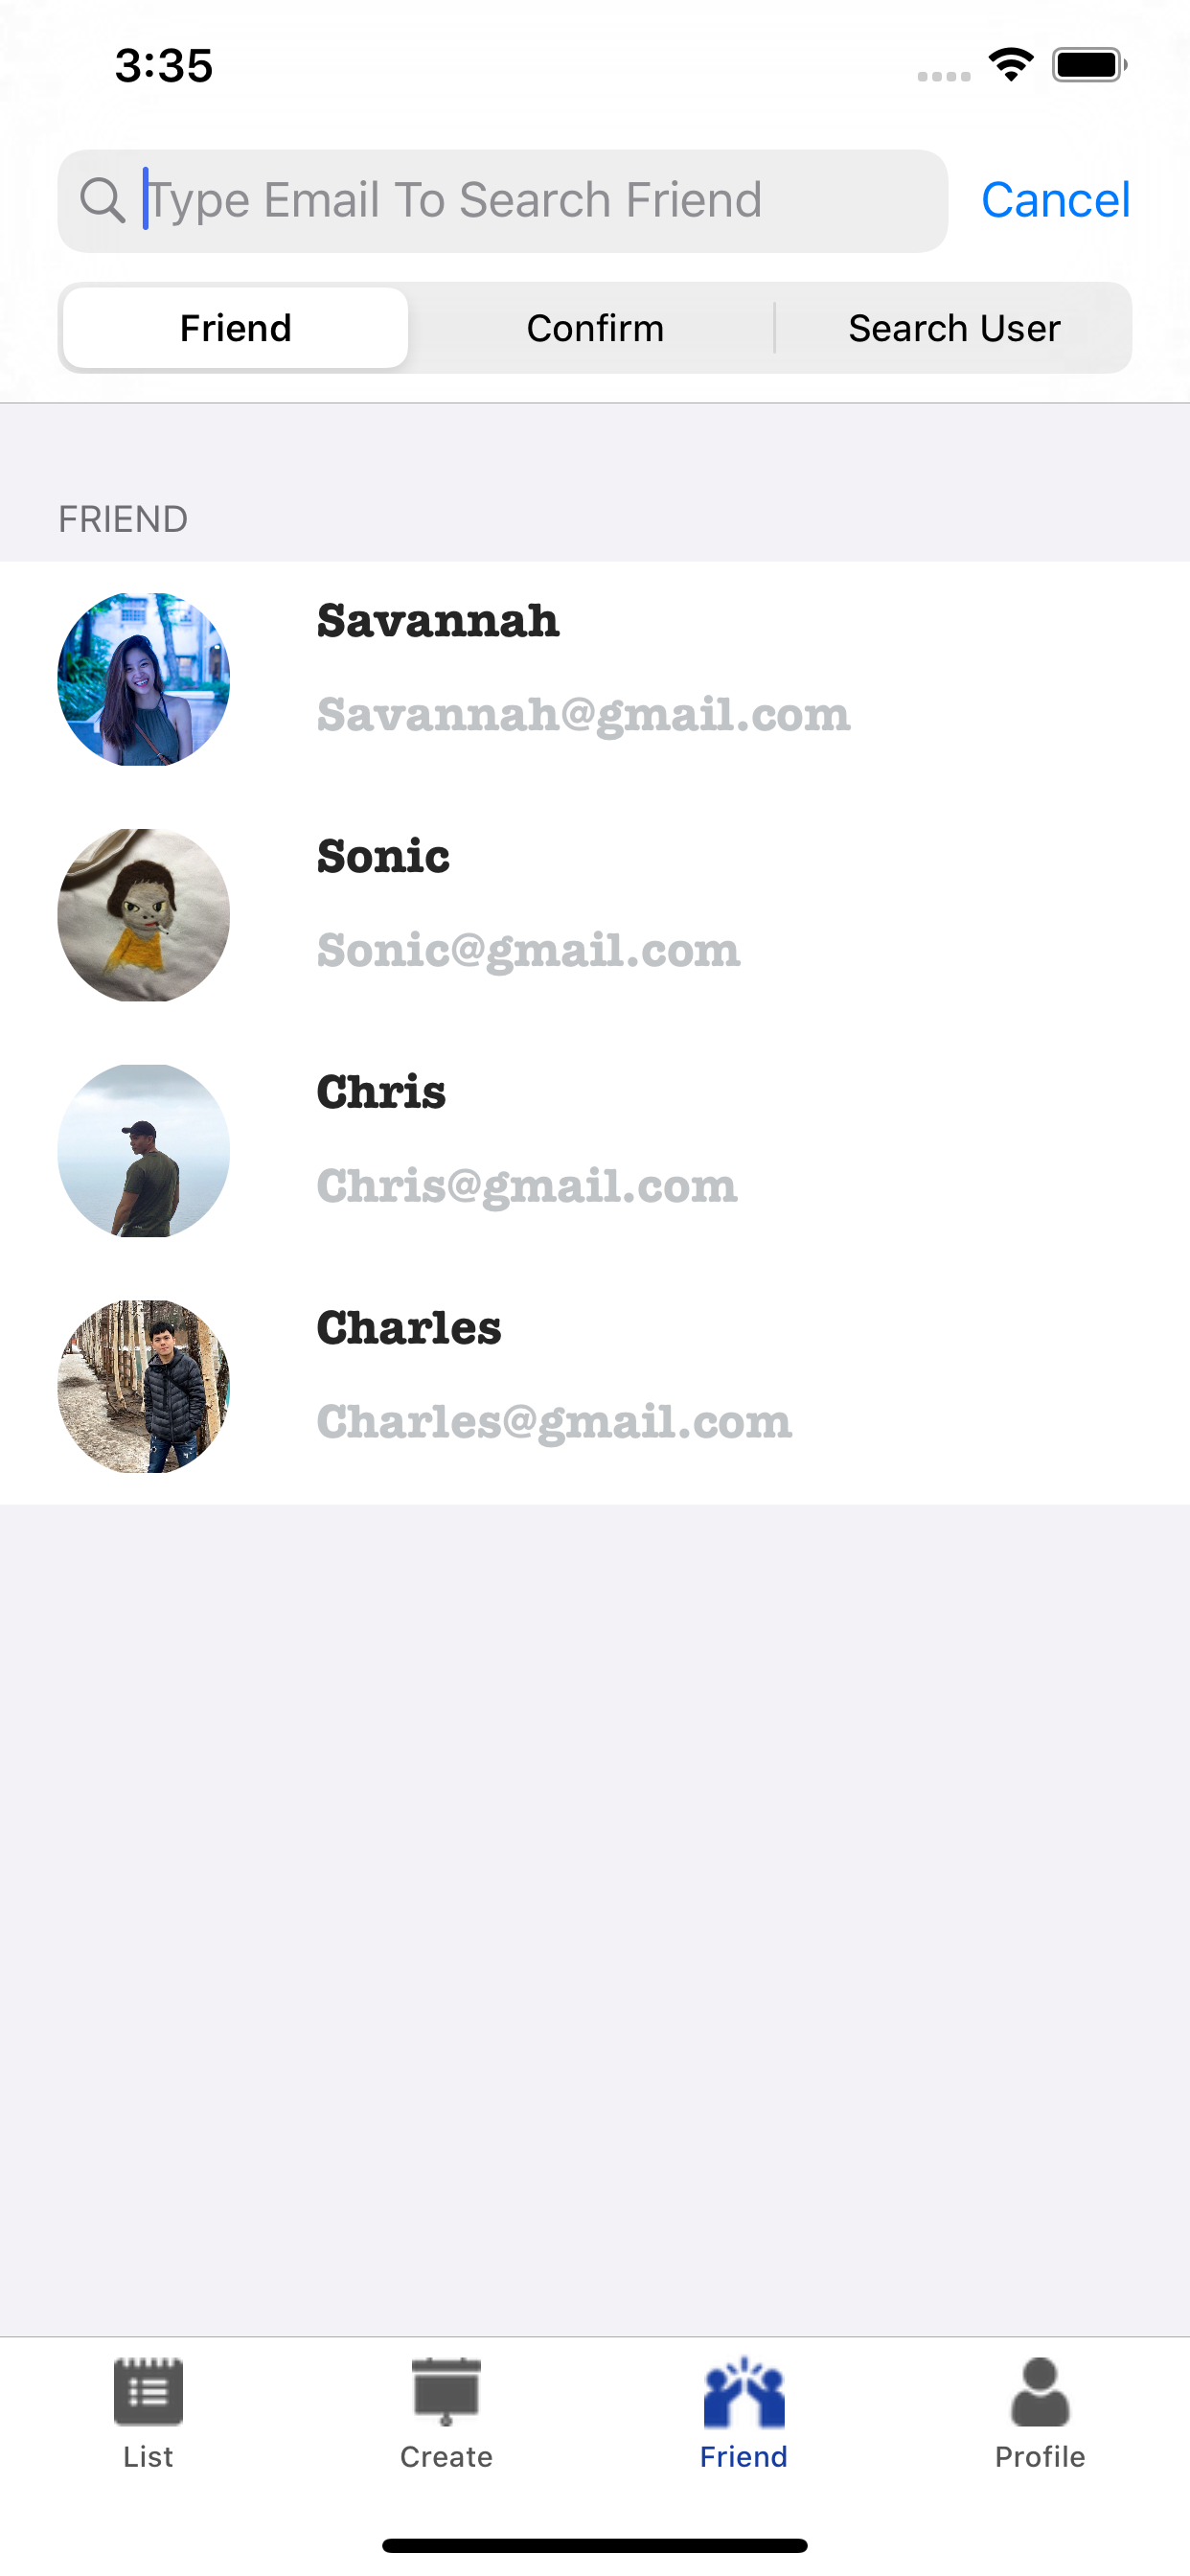 3:35
Type Email To Search Friend Cancel
Friend Confirm Search User
FRIEND
Savannah
Savannah@gmail.com
Sonic
Sonic@gmail.com
Chris
Chris@gmail.com
Charles
Charles@gmail.com
List Create Friend Profile